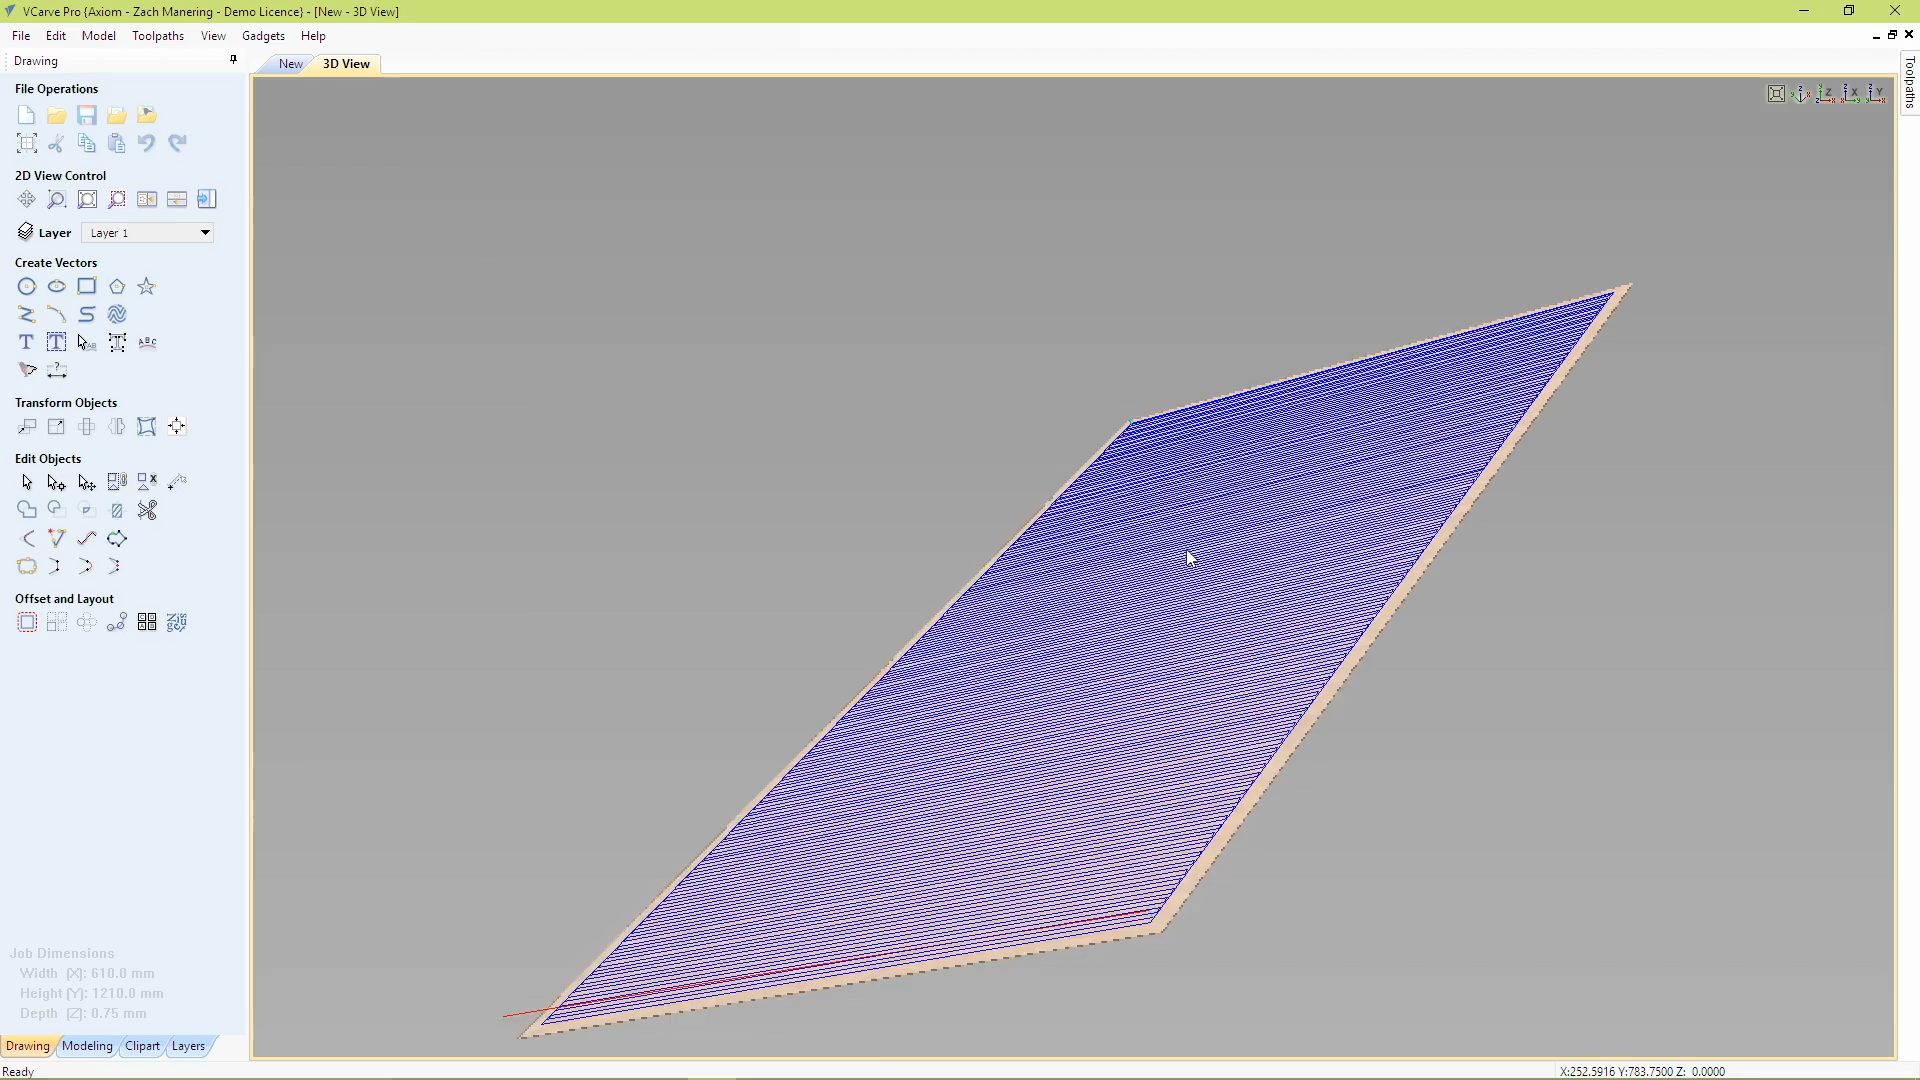 VCarve Pro {Axiom - Zach Manering - Demo Licence} - [New - 3D View]
File Edit Model Toolpaths View Gadgets Help
Drawing
New 3D View
Toolpaths
File Operations
2D View Control
Layer Layer 1
Create Vectors
Transform Objects
Edit Objects
Offset and Layout
Job Dimensions
Width (X): 610.0 mm
Height (Y): 1210.0 mm
Depth (Z): 0.75 mm
Drawing Modeling Clipart Layers
Ready
X:252.5916 Y:783.7500 Z: 0.0000